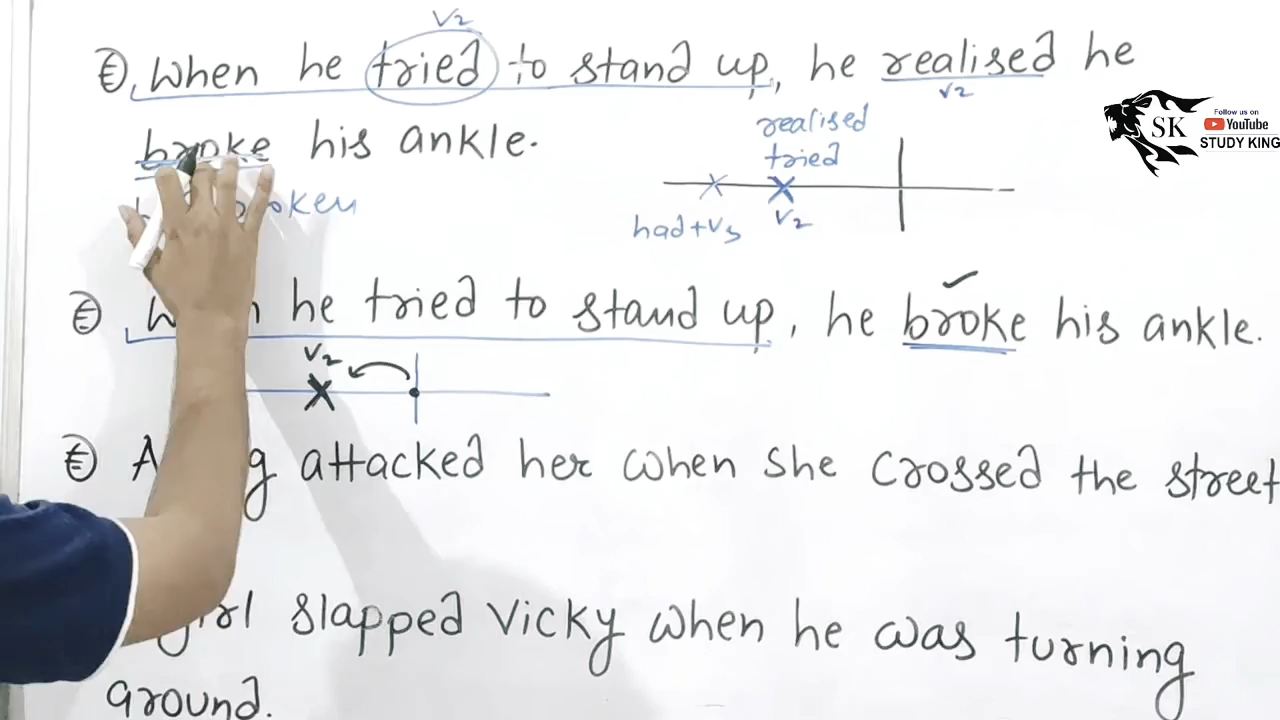 V2
Ⓔ When he tried to stand up, he realised he
V2
broke his ankle.
realised
tried
had+V3
V2
Follow us on
SK YouTube
STUDY KING
Ⓔ he tried to stand up, he broke his ankle.
V2
Ⓔ attacked her when she crossed the street
slapped Vicky when he was turning
around.